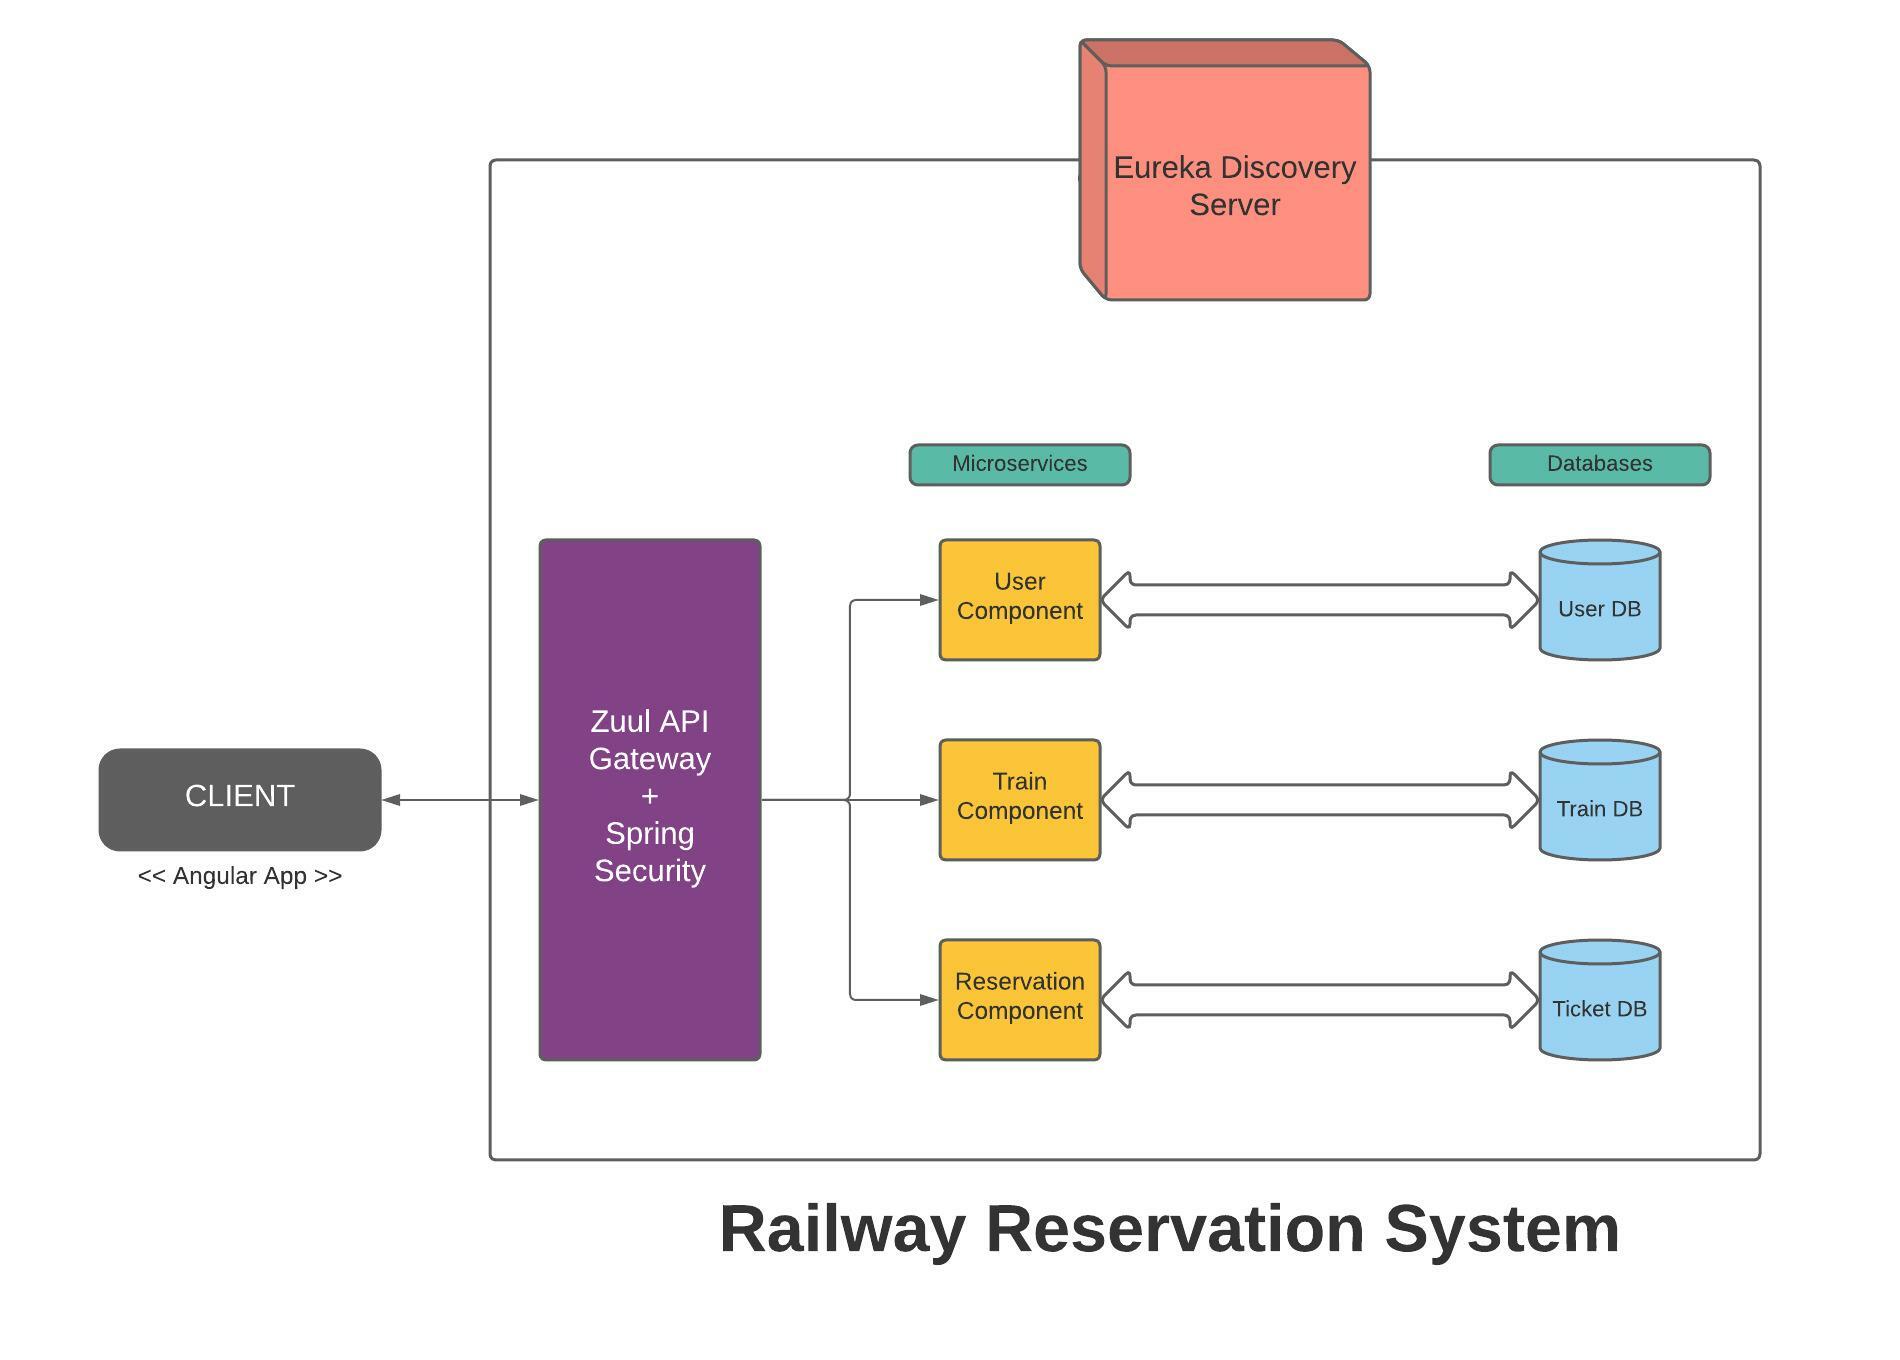 Eureka Discovery
Server
Microservices
Databases
User
Component
User DB
Zuul API
Gateway
+
Spring
Security
CLIENT
<< Angular App >>
Train
Component
Train DB
Reservation
Component
Ticket DB
Railway Reservation System